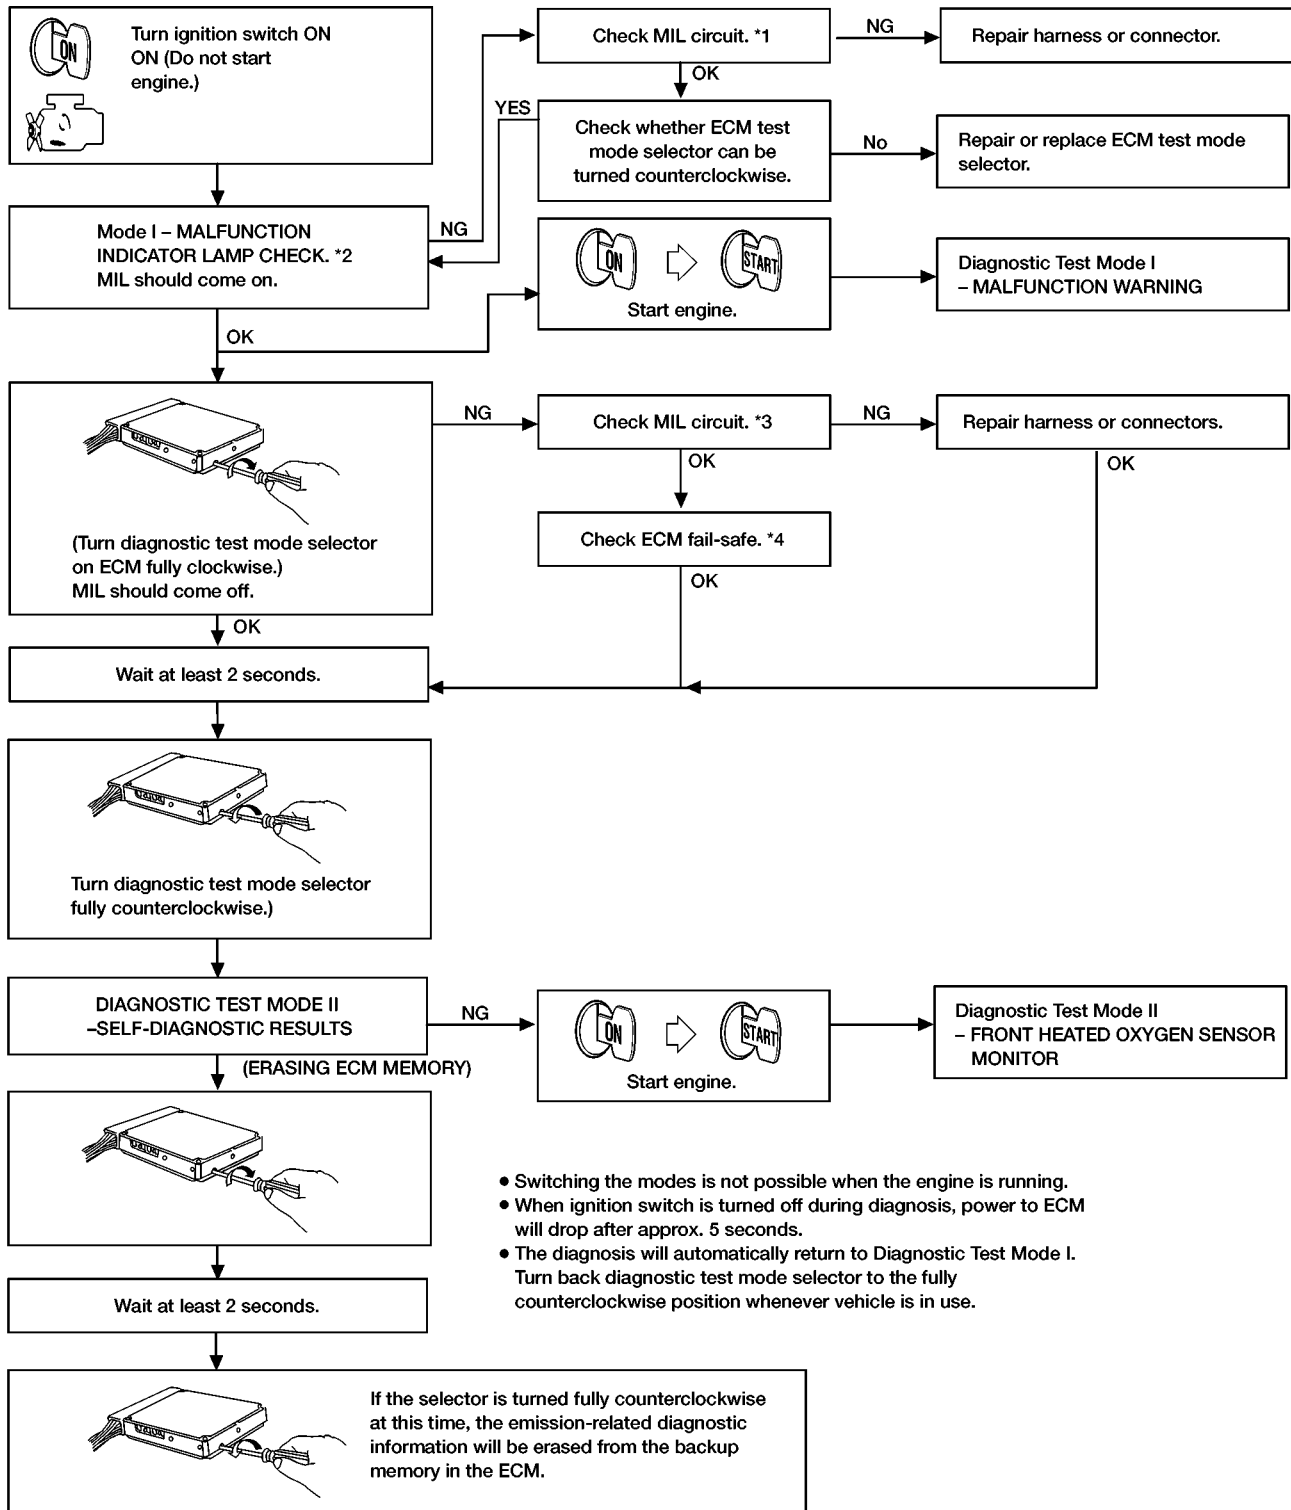 ON
Turn ignition switch ON
ON (Do not start
engine.)
Check MIL circuit. *1
NG
Repair harness or connector.
OK
YES
Check whether ECM test
mode selector can be
turned counterclockwise.
No
Repair or replace ECM test mode
selector.
Mode I – MALFUNCTION
INDICATOR LAMP CHECK. *2
MIL should come on.
NG
ON
START
Start engine.
Diagnostic Test Mode I
– MALFUNCTION WARNING
OK
(Turn diagnostic test mode selector
on ECM fully clockwise.)
MIL should come off.
NG
Check MIL circuit. *3
NG
Repair harness or connectors.
OK
OK
Check ECM fail-safe. *4
OK
OK
Wait at least 2 seconds.
Turn diagnostic test mode selector
fully counterclockwise.)
DIAGNOSTIC TEST MODE II
–SELF-DIAGNOSTIC RESULTS
NG
ON
START
Start engine.
Diagnostic Test Mode II
– FRONT HEATED OXYGEN SENSOR
MONITOR
(ERASING ECM MEMORY)
● Switching the modes is not possible when the engine is running.
● When ignition switch is turned off during diagnosis, power to ECM
will drop after approx. 5 seconds.
● The diagnosis will automatically return to Diagnostic Test Mode I.
Turn back diagnostic test mode selector to the fully
counterclockwise position whenever vehicle is in use.
Wait at least 2 seconds.
If the selector is turned fully counterclockwise
at this time, the emission-related diagnostic
information will be erased from the backup
memory in the ECM.